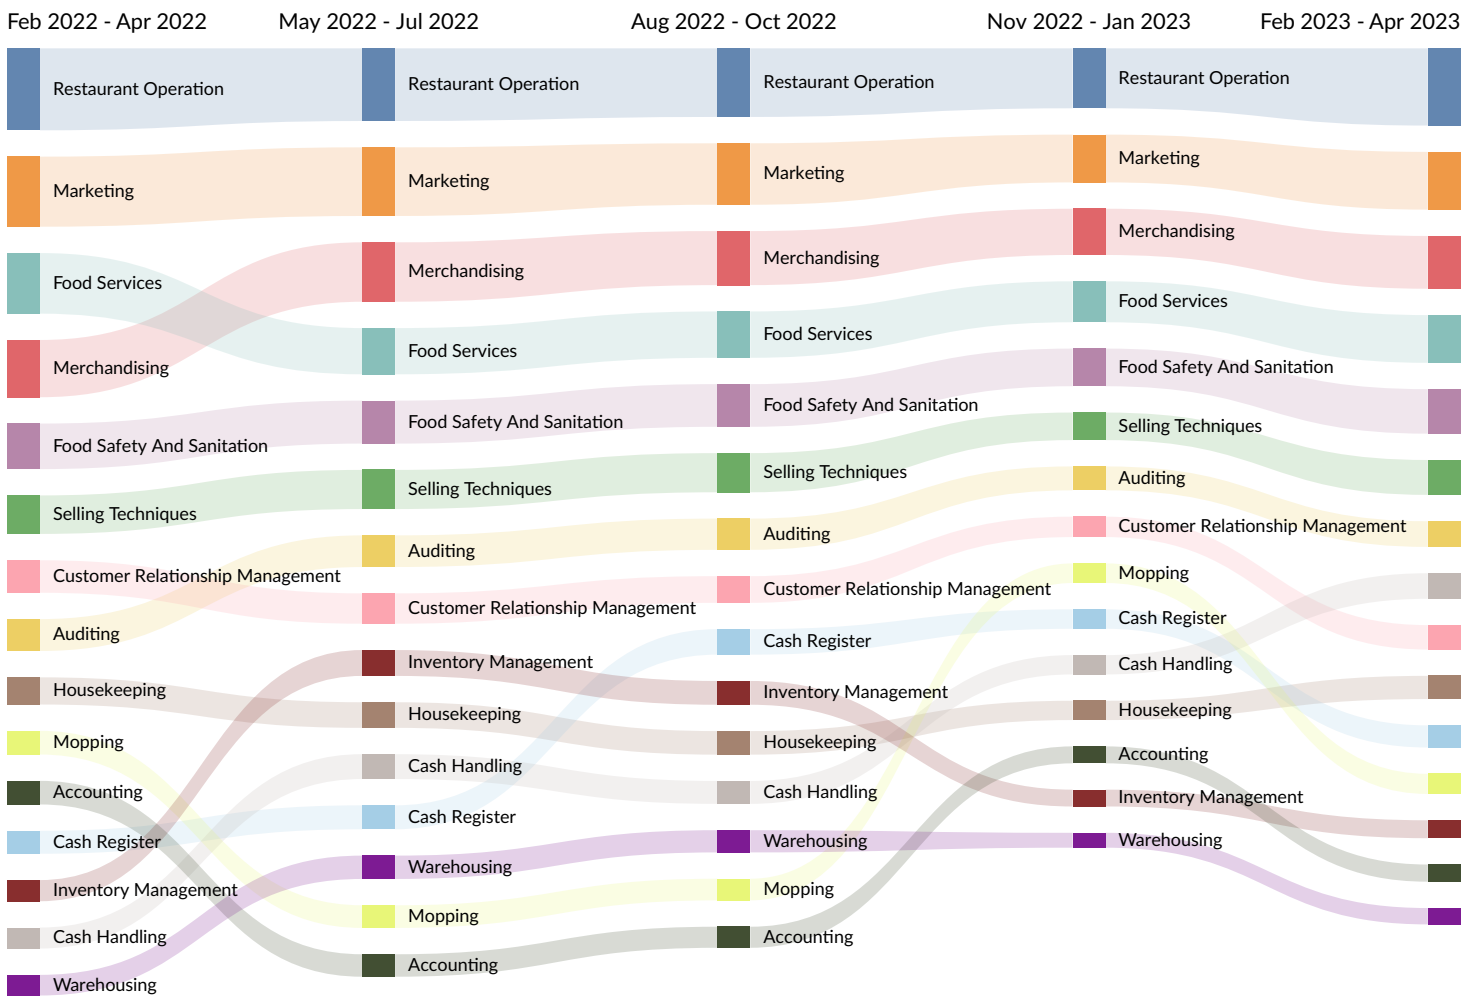 Feb 2022 - Apr 2022
May 2022 - Jul 2022
Aug 2022 - Oct 2022
Nov 2022 - Jan 2023
Feb 2023 - Apr 2023
Restaurant Operation
Marketing
Food Services
Merchandising
Food Safety And Sanitation
Selling Techniques
Customer Relationship Management
Auditing
Housekeeping
Mopping
Accounting
Cash Register
Inventory Management
Cash Handling
Warehousing
Restaurant Operation
Marketing
Merchandising
Food Services
Food Safety And Sanitation
Selling Techniques
Auditing
Customer Relationship Management
Inventory Management
Housekeeping
Cash Handling
Cash Register
Warehousing
Mopping
Accounting
Restaurant Operation
Marketing
Merchandising
Food Services
Food Safety And Sanitation
Selling Techniques
Auditing
Customer Relationship Management
Cash Register
Inventory Management
Housekeeping
Cash Handling
Warehousing
Mopping
Accounting
Restaurant Operation
Marketing
Merchandising
Food Services
Food Safety And Sanitation
Selling Techniques
Auditing
Customer Relationship Management
Mopping
Cash Register
Cash Handling
Housekeeping
Accounting
Inventory Management
Warehousing